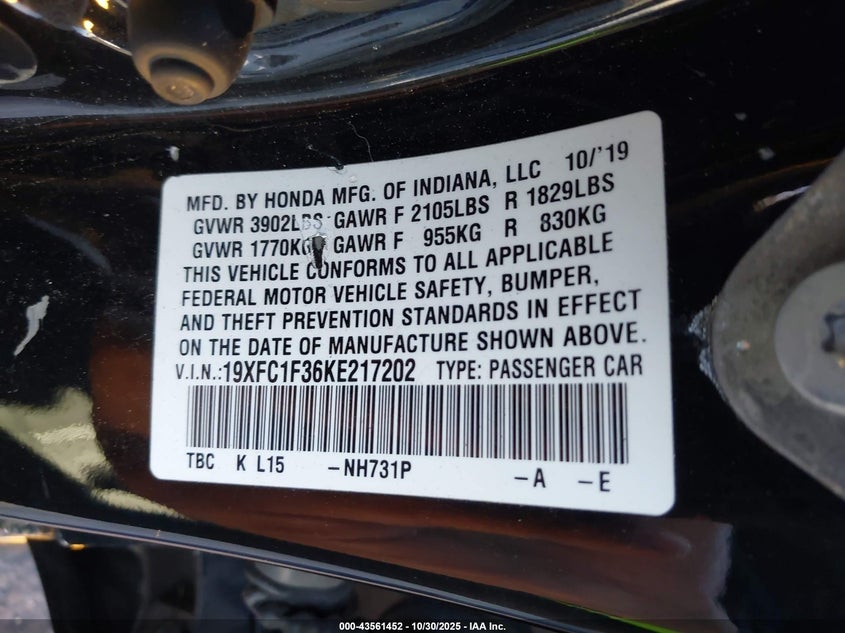 MFD. BY HONDA MFG. OF INDIANA, LLC 10/'19
GVWR 3902LBS GAWR F 2105LBS R 1829LBS
GVWR 1770KG GAWR F 955KG R 830KG
THIS VEHICLE CONFORMS TO ALL APPLICABLE
FEDERAL MOTOR VEHICLE SAFETY, BUMPER,
AND THEFT PREVENTION STANDARDS IN EFFECT
ON THE DATE OF MANUFACTURE SHOWN ABOVE.
V.I.N.:19XFC1F36KE217202 TYPE: PASSENGER CAR
TBC K L15 -NH731P -A -E
000-43561452 - 10/30/2025 - IAA Inc.